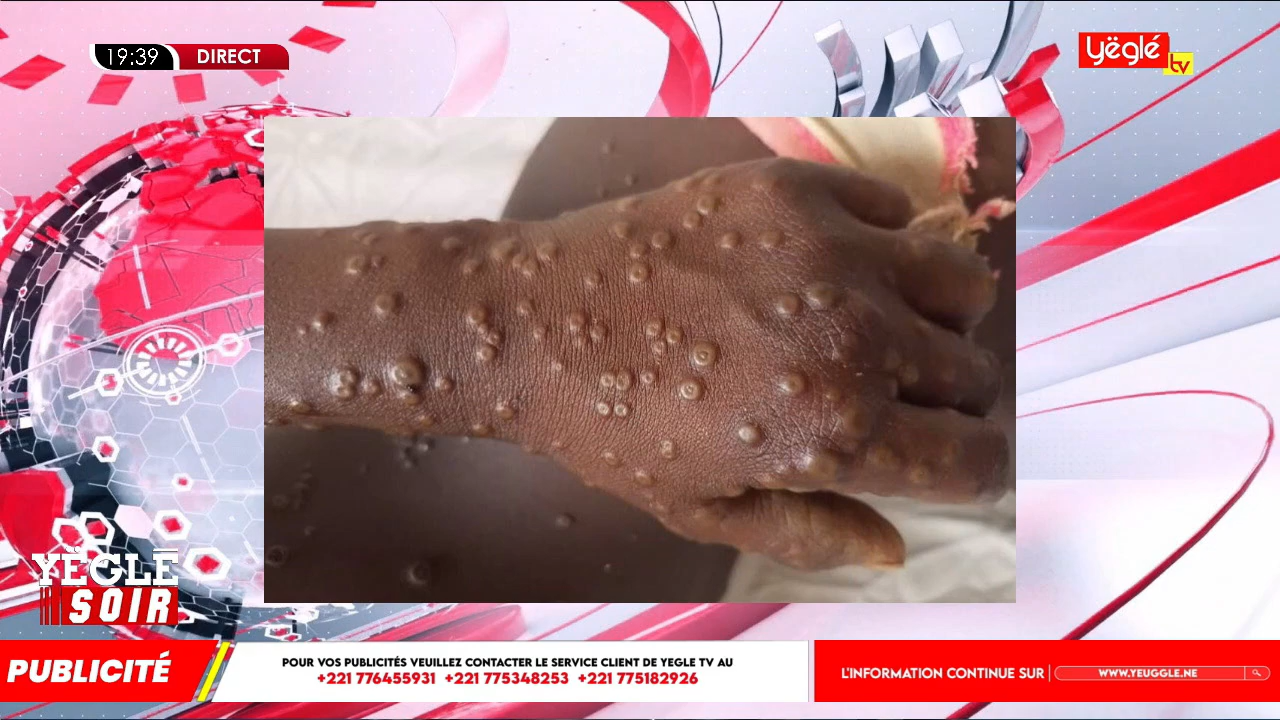 19:39 DIRECT
Yëglé tv
YËGLÉ
SOIR
PUBLICITÉ
POUR VOS PUBLICITÉS VEUILLEZ CONTACTER LE SERVICE CLIENT DE YEGLE TV AU
+221 776455931 +221 775348253 +221 775182926
L'INFORMATION CONTINUE SUR WWW.YEUGGLE.NE